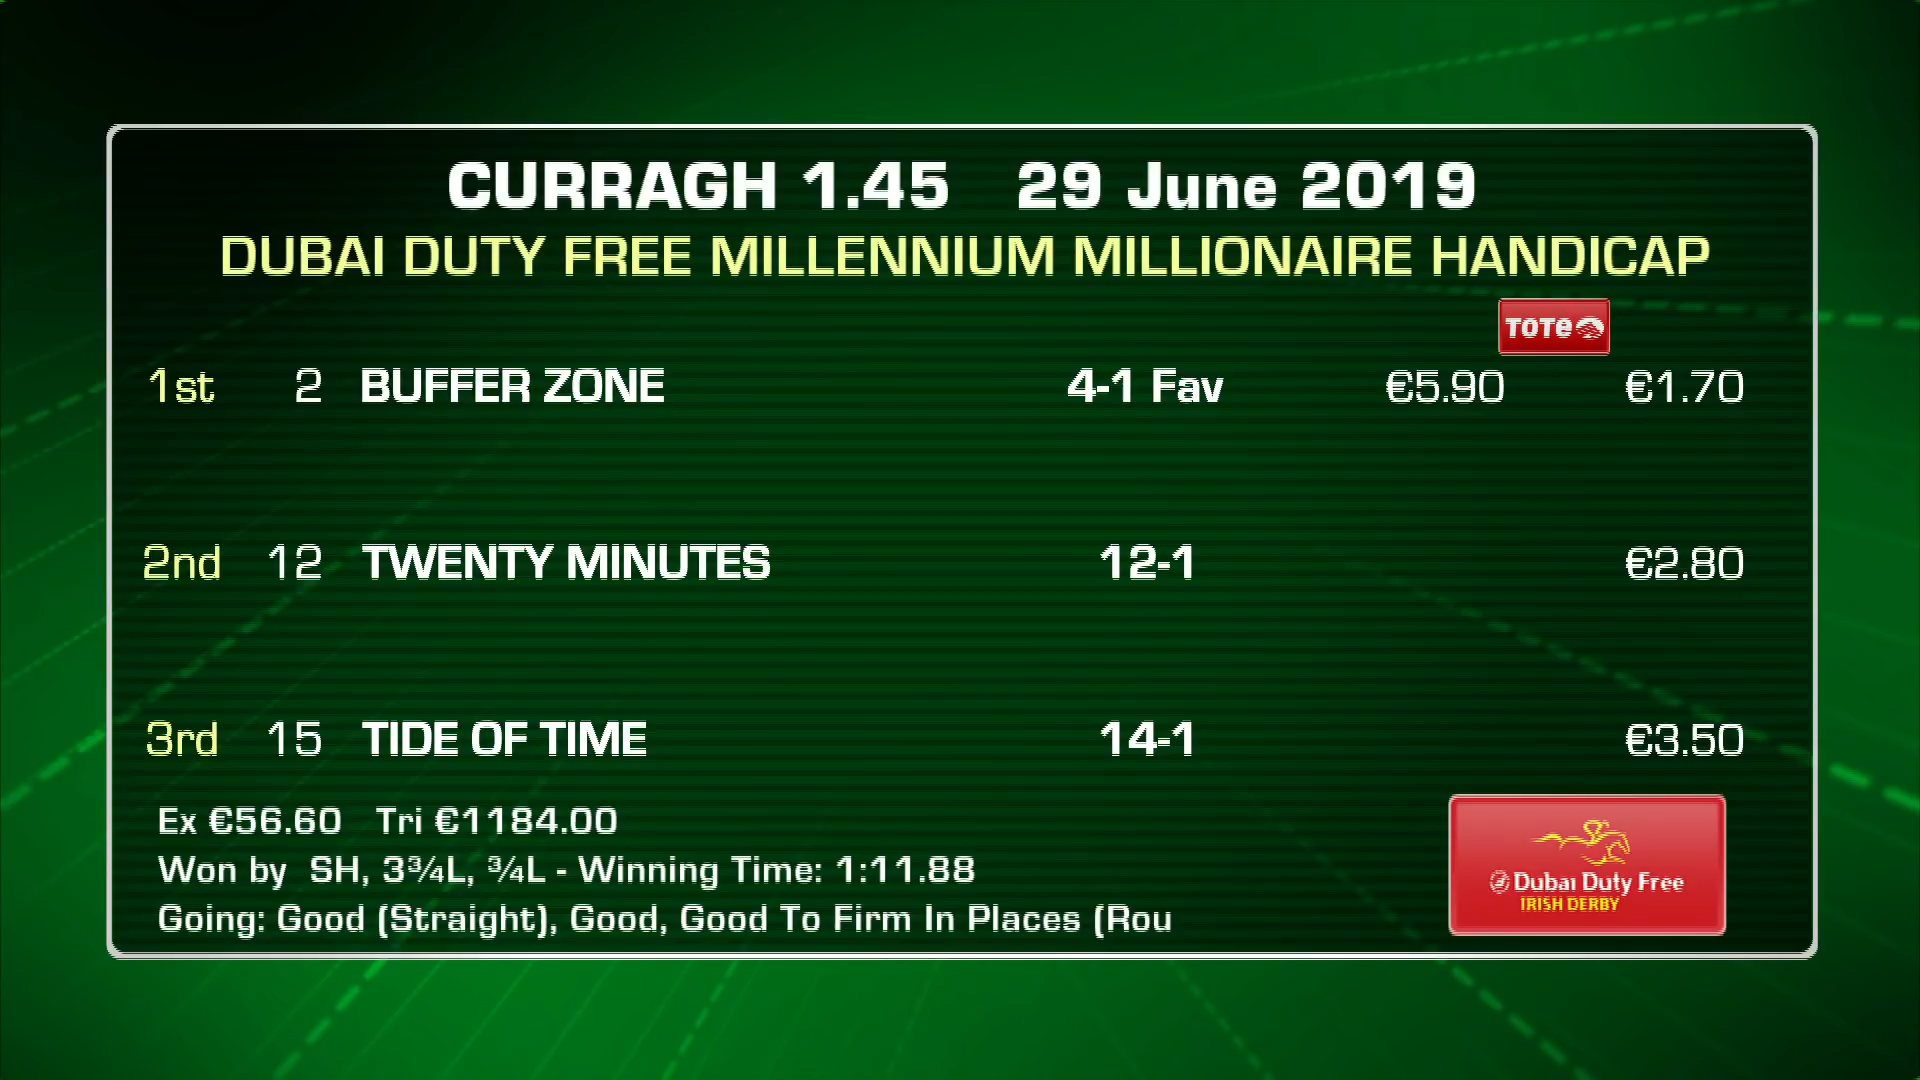 CURRAGH 1.45 29 June 2019
DUBAI DUTY FREE MILLENNIUM MILLIONAIRE HANDICAP
TOTE
1st 2 BUFFER ZONE 4-1 Fav €5.90 €1.70
2nd 12 TWENTY MINUTES 12-1 €2.80
3rd 15 TIDE OF TIME 14-1 €3.50
Ex €56.60 Tri €1184.00
Won by SH, 3¾L, ¾L - Winning Time: 1:11.88
Going: Good (Straight), Good, Good To Firm In Places (Rou
Dubai Duty Free
IRISH DERBY